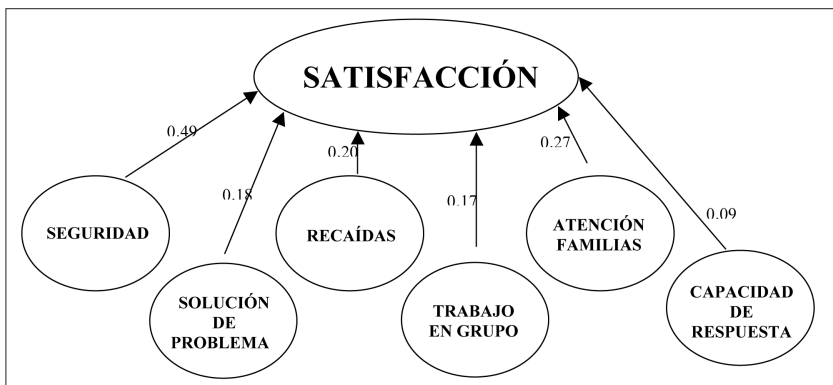 SATISFACCIÓN
0.49
0.18
0.20
0.17
0.27
0.09
SEGURIDAD
SOLUCIÓN
DE
PROBLEMA
RECAÍDAS
TRABAJO
EN GRUPO
ATENCIÓN
FAMILIAS
CAPACIDAD
DE
RESPUESTA